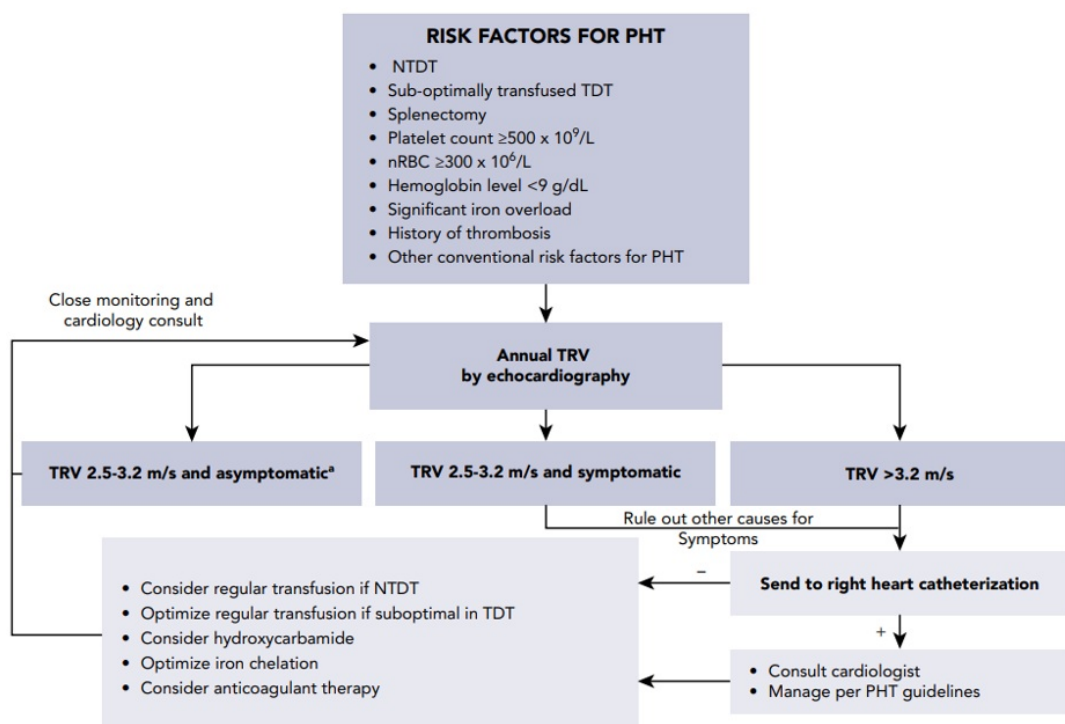 RISK FACTORS FOR PHT
• NTDT
• Sub-optimally transfused TDT
• Splenectomy
• Platelet count ≥500 x 10⁹/L
• nRBC ≥300 x 10⁶/L
• Hemoglobin level <9 g/dL
• Significant iron overload
• History of thrombosis
• Other conventional risk factors for PHT
Close monitoring and
cardiology consult
Annual TRV
by echocardiography
TRV 2.5-3.2 m/s and asymptomaticᵃ
TRV 2.5-3.2 m/s and symptomatic
TRV >3.2 m/s
Rule out other causes for
Symptoms
• Consider regular transfusion if NTDT
• Optimize regular transfusion if suboptimal in TDT
• Consider hydroxycarbamide
• Optimize iron chelation
• Consider anticoagulant therapy
–
Send to right heart catheterization
+
• Consult cardiologist
• Manage per PHT guidelines